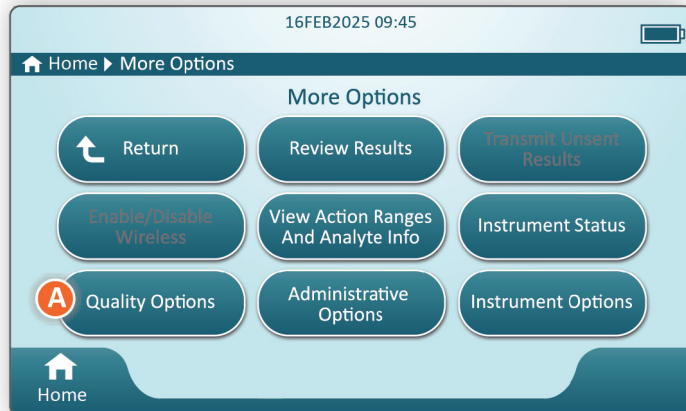 16FEB2025 09:45
Home ▶ More Options
More Options
Return
Review Results
Transmit Unsent
Results
Enable/Disable
Wireless
View Action Ranges
And Analyte Info
Instrument Status
A
Quality Options
Administrative
Options
Instrument Options
Home